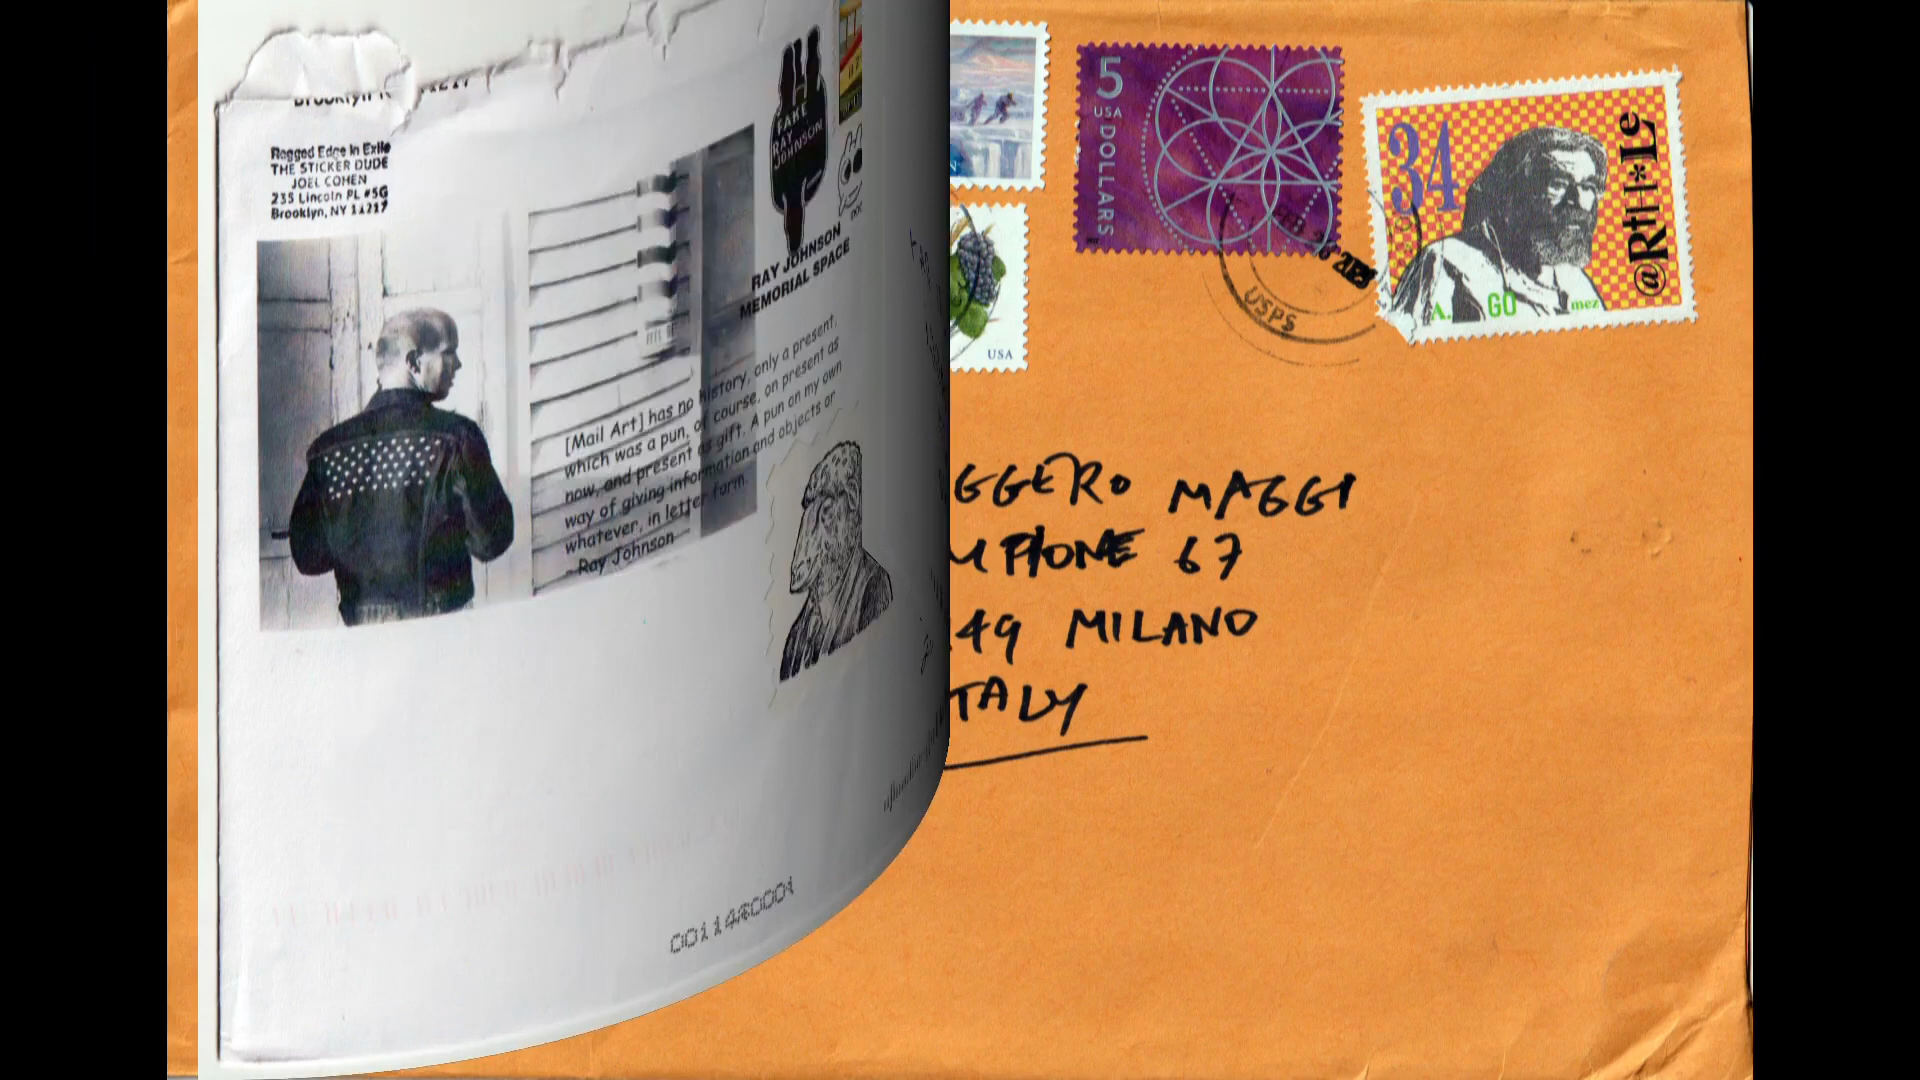 Ragged Edge in Exile
THE STICKER DUDE
JOEL COHEN
235 Lincoln PL #5G
Brooklyn, NY 11217
FAKE
RAY
JOHNSON
RAY JOHNSON
MEMORIAL SPACE
[Mail Art] has no history, only a present,
which was a pun, of course, on present as
now, and present as gift. A pun on my own
way of giving information and objects or
whatever, in letter form.
- Ray Johnson
USA
5
USA
DOLLARS
USPS
34
@Rti*Le
A. GO mez
GGERO MAGGI
67
49 MILANO
TALY